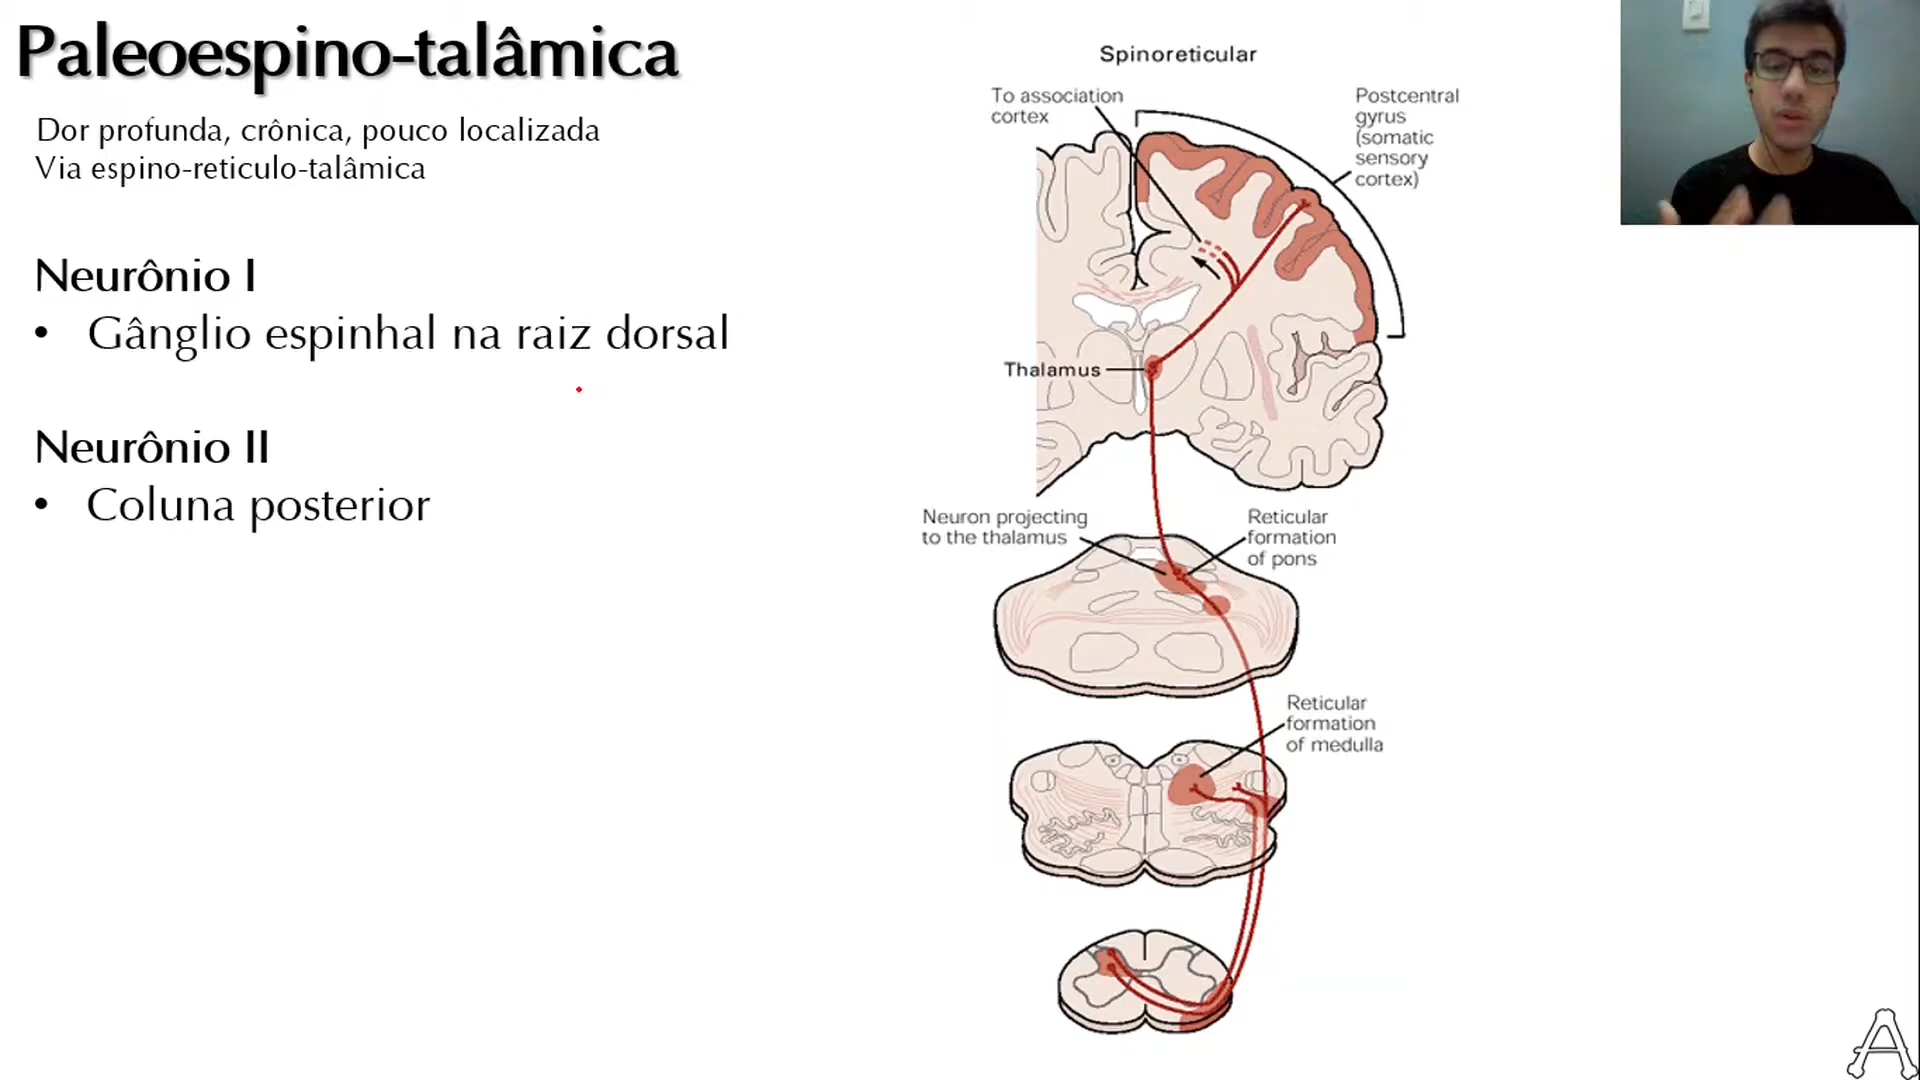 Paleoespino-talâmica
Dor profunda, crônica, pouco localizada
Via espino-reticulo-talâmica
Neurônio I
• Gânglio espinhal na raiz dorsal
Neurônio II
• Coluna posterior
Spinoreticular
To association
cortex
Postcentral
gyrus
(somatic
sensory
cortex)
Thalamus
Neuron projecting
to the thalamus
Reticular
formation
of pons
Reticular
formation
of medulla
A